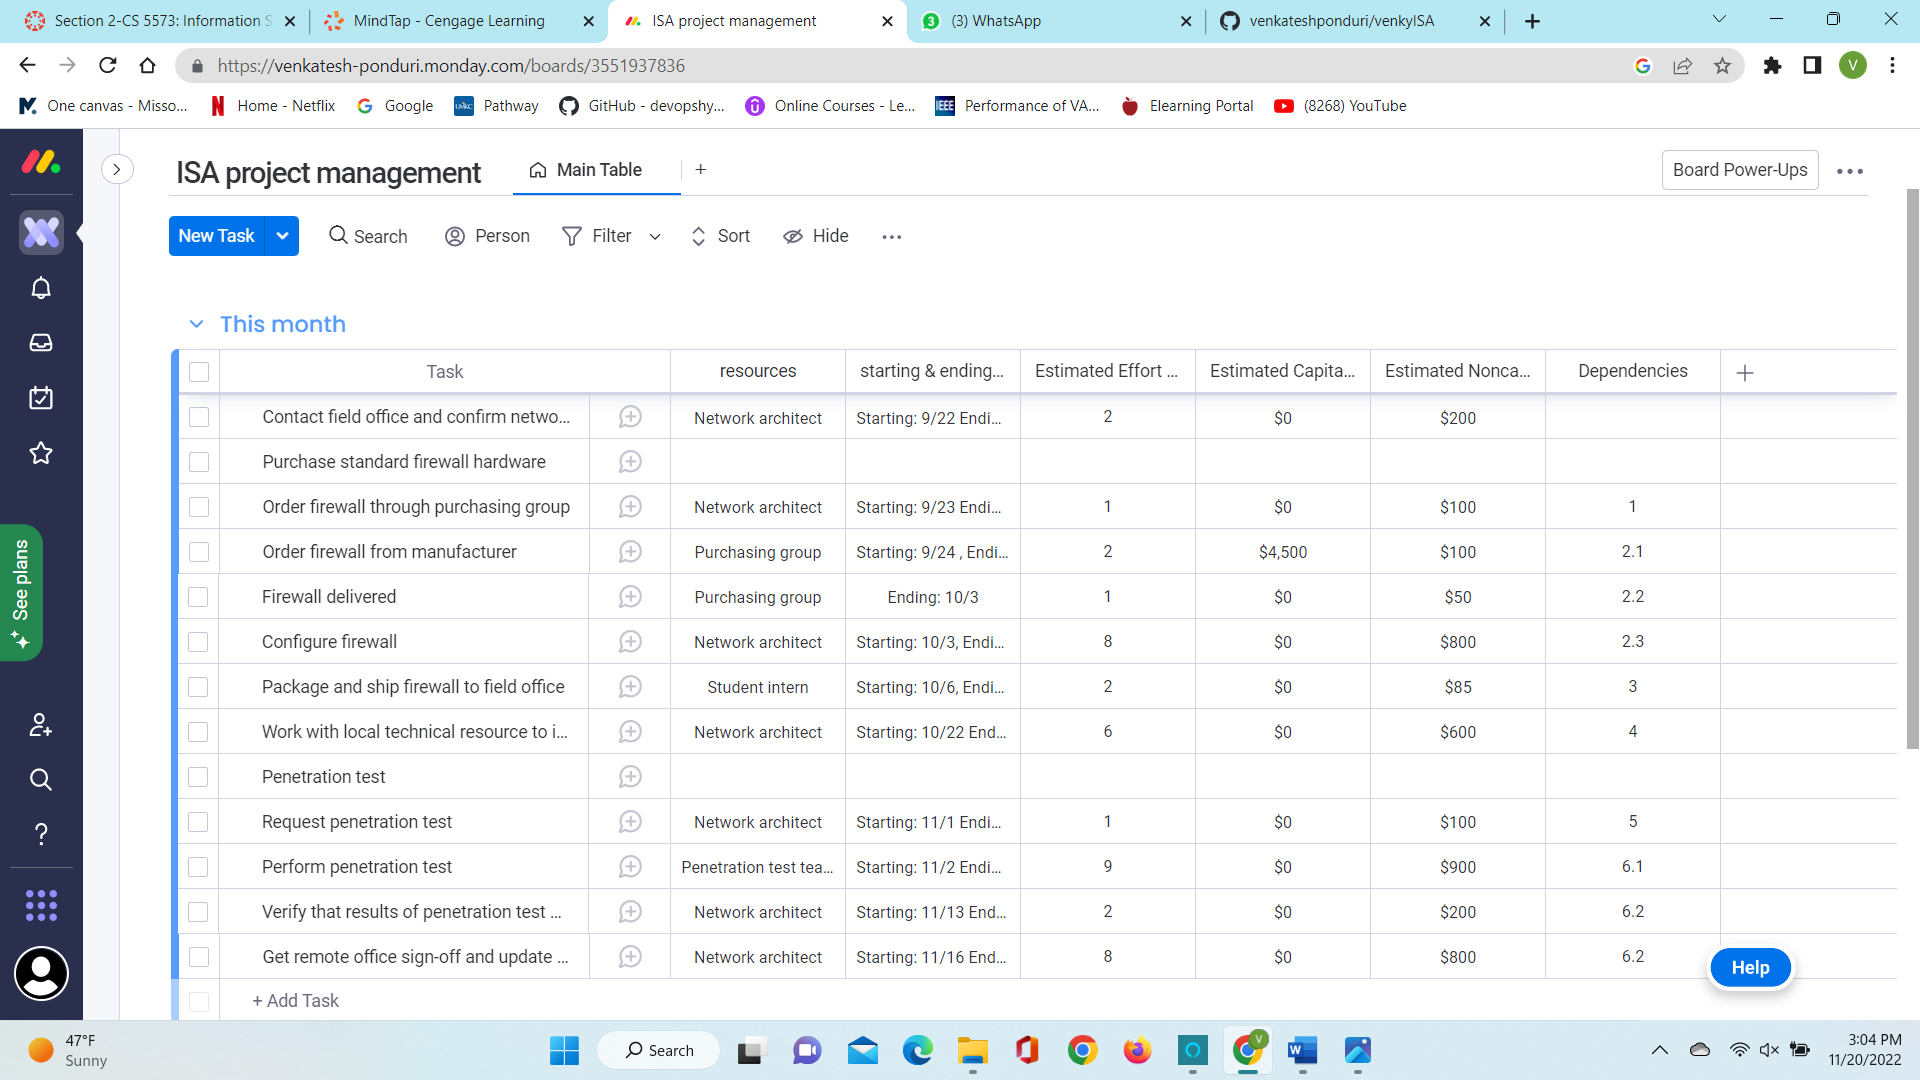 Section 2-CS 5573: Information S
MindTap - Cengage Learning
ISA project management
(3) WhatsApp
venkateshponduri/venkyISA
https://venkatesh-ponduri.monday.com/boards/3551937836
V
One canvas - Misso...
Home - Netflix
Google
UMKC
Pathway
GitHub - devopshy...
Online Courses - Le...
IEEE
Performance of VA...
Elearning Portal
(8268) YouTube
ISA project management
Main Table
Board Power-Ups
New Task
Search
Person
Filter
Sort
Hide
This month
Task resources starting & ending... Estimated Effort ... Estimated Capita... Estimated Nonca... Dependencies
Contact field office and confirm netwo... Network architect Starting: 9/22 Endi... 2 $0 $200
Purchase standard firewall hardware
Order firewall through purchasing group Network architect Starting: 9/23 Endi... 1 $0 $100 1
Order firewall from manufacturer Purchasing group Starting: 9/24 , Endi... 2 $4,500 $100 2.1
Firewall delivered Purchasing group Ending: 10/3 1 $0 $50 2.2
Configure firewall Network architect Starting: 10/3, Endi... 8 $0 $800 2.3
Package and ship firewall to field office Student intern Starting: 10/6, Endi... 2 $0 $85 3
Work with local technical resource to i... Network architect Starting: 10/22 End... 6 $0 $600 4
Penetration test
Request penetration test Network architect Starting: 11/1 Endi... 1 $0 $100 5
Perform penetration test Penetration test tea... Starting: 11/2 Endi... 9 $0 $900 6.1
Verify that results of penetration test ... Network architect Starting: 11/13 End... 2 $0 $200 6.2
Get remote office sign-off and update ... Network architect Starting: 11/16 End... 8 $0 $800 6.2
+ Add Task
See plans
Help
47°F
Sunny
Search
3:04 PM
11/20/2022